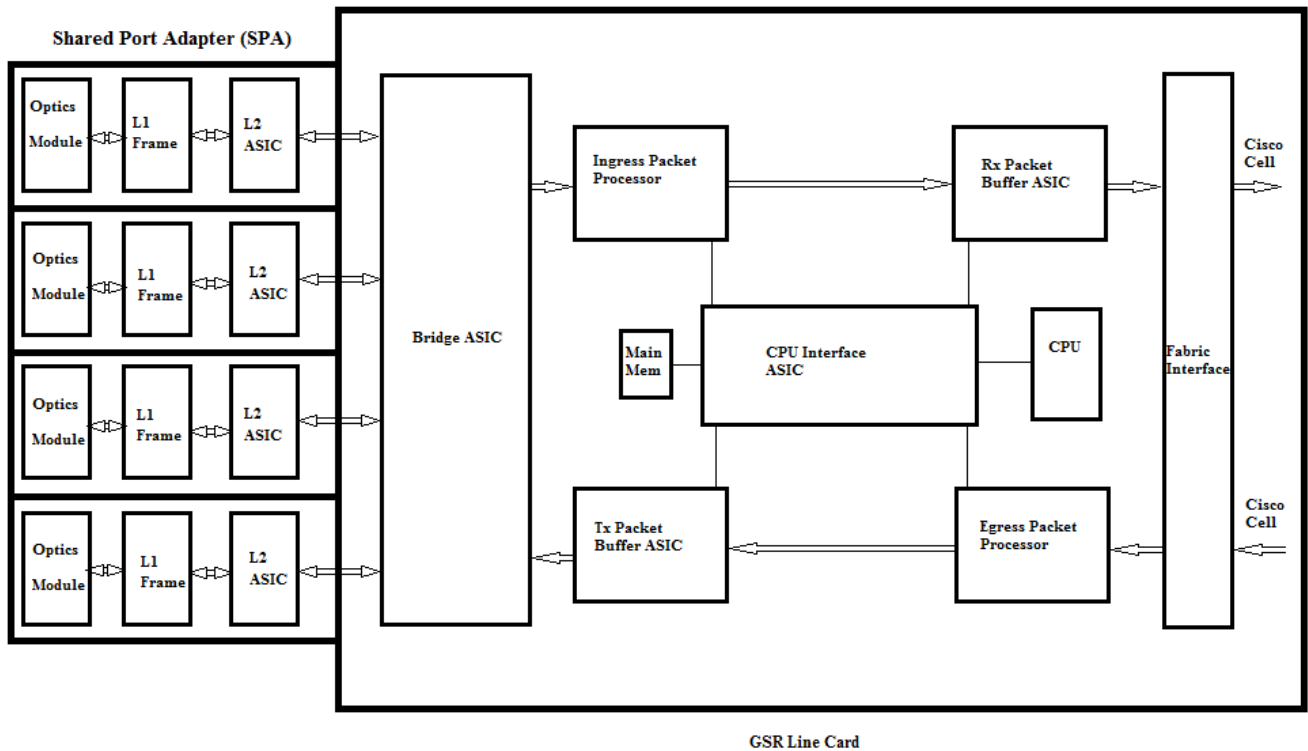 Shared Port Adapter (SPA)
Optics
Module
L1
Frame
L2
ASIC
Optics
Module
L1
Frame
L2
ASIC
Optics
Module
L1
Frame
L2
ASIC
Optics
Module
L1
Frame
L2
ASIC
Bridge ASIC
Ingress Packet
Processor
Rx Packet
Buffer ASIC
Main
Mem
CPU Interface
ASIC
CPU
Tx Packet
Buffer ASIC
Egress Packet
Processor
Fabric
Interface
Cisco
Cell
Cisco
Cell
GSR Line Card